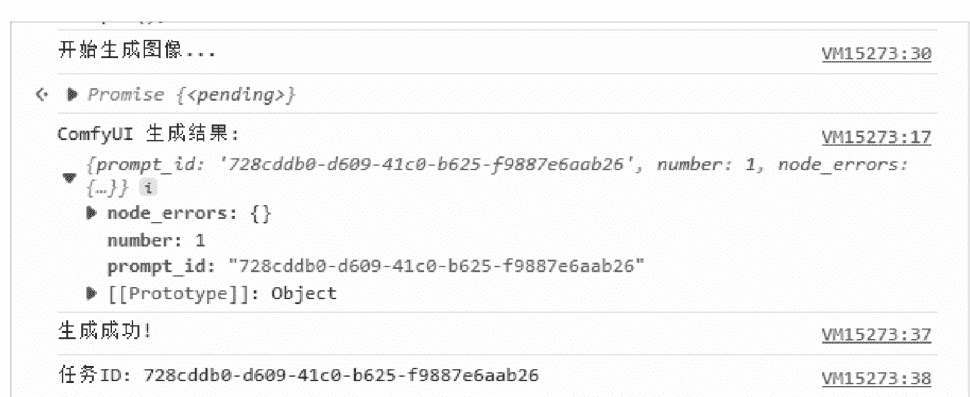 开始生成图像... VM15273:30
Promise {<pending>}
ComfyUI 生成结果: VM15273:17
{prompt_id: '728cddb0-d609-41c0-b625-f9887e6aab26', number: 1, node_errors:
{…}} i
node_errors: {}
number: 1
prompt_id: "728cddb0-d609-41c0-b625-f9887e6aab26"
[[Prototype]]: Object
生成成功! VM15273:37
任务ID: 728cddb0-d609-41c0-b625-f9887e6aab26 VM15273:38